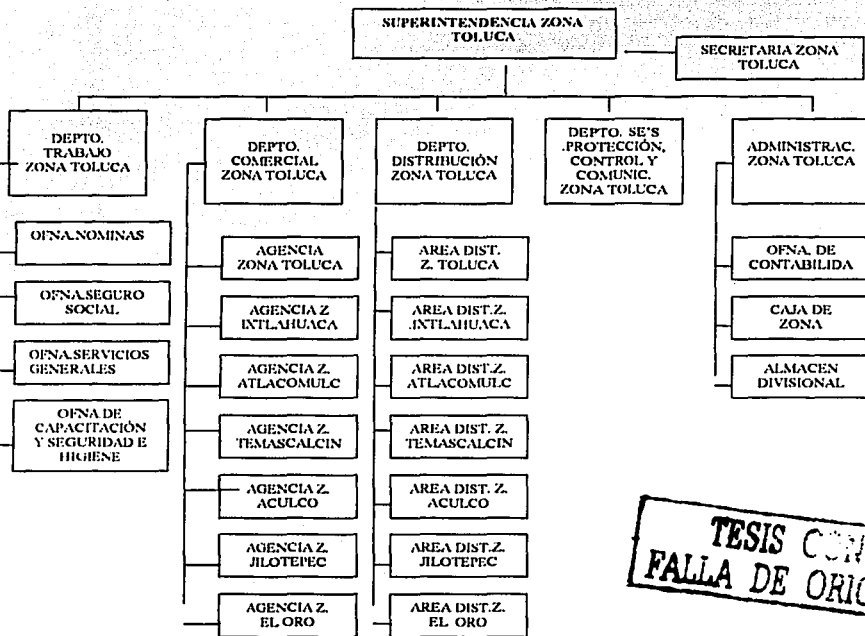 SUPERINTENDENCIA ZONA
TOLUCA
SECRETARIA ZONA
TOLUCA
DEPTO.
TRABAJO
ZONA TOLUCA
DEPTO.
COMERCIAL
ZONA TOLUCA
DEPTO.
DISTRIBUCIÓN
ZONA TOLUCA
DEPTO. SE'S
.PROTECCIÓN,
CONTROL Y
COMUNIC.
ZONA TOLUCA
ADMINISTRAC.
ZONA TOLUCA
OFNA.NOMINAS
OFNA.SEGURO
SOCIAL
OFNA.SERVICIOS
GENERALES
OFNA DE
CAPACITACIÓN
Y SEGURIDAD E
HIGIENE
AGENCIA
ZONA TOLUCA
AGENCIA Z
IXTLAHUACA
AGENCIA Z.
ATLACOMULC
AGENCIA Z.
TEMASCALCIN
AGENCIA Z.
ACULCO
AGENCIA Z.
JILOTEPEC
AGENCIA Z.
EL ORO
AREA DIST.
Z. TOLUCA
AREA DIST.Z.
.IXTLAHUACA
AREA DIST.Z.
ATLACOMULC
AREA DIST.Z.
TEMASCALCIN
AREA DIST. Z.
ACULCO
AREA DIST.Z.
JILOTEPEC
AREA DIST.Z.
EL ORO
OFNA. DE
CONTABILIDA
CAJA DE
ZONA
ALMACEN
DIVISIONAL
TESIS CON
FALLA DE ORIG